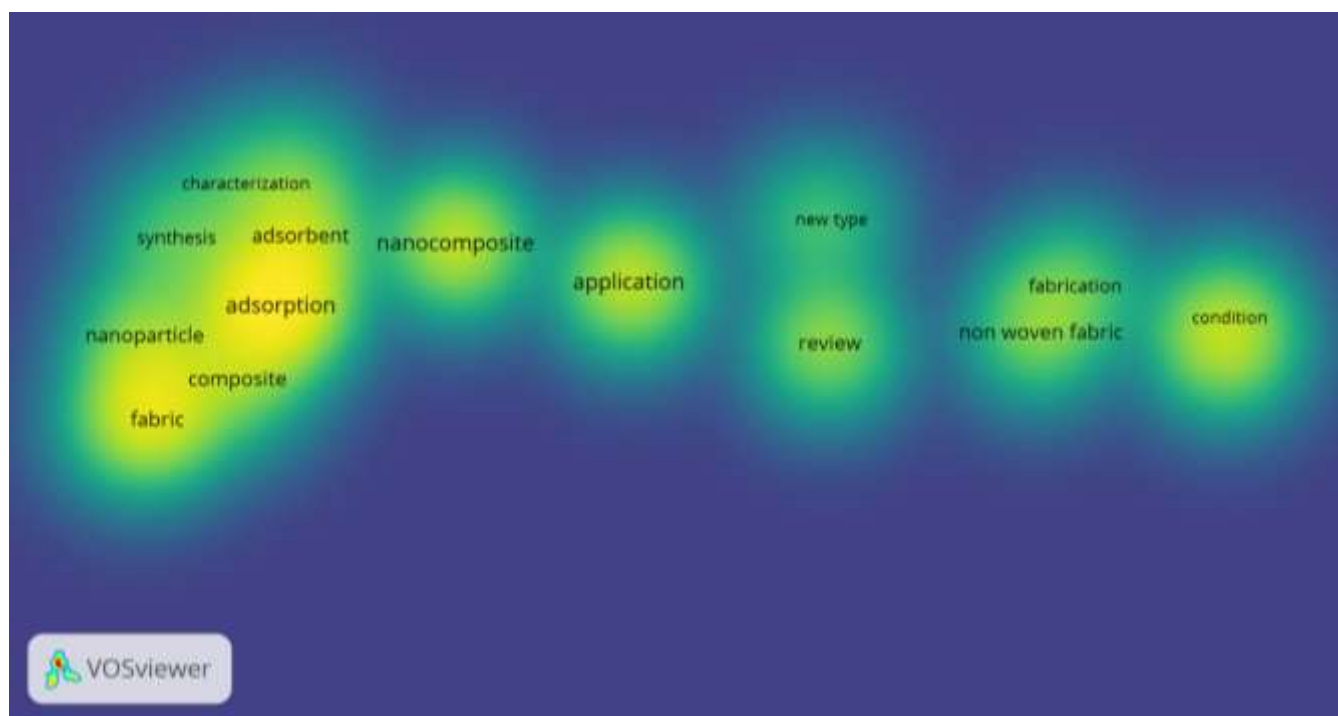 characterization
synthesis
adsorbent
adsorption
nanoparticle
composite
fabric
nanocomposite
application
new type
review
fabrication
non woven fabric
condition
VOSviewer